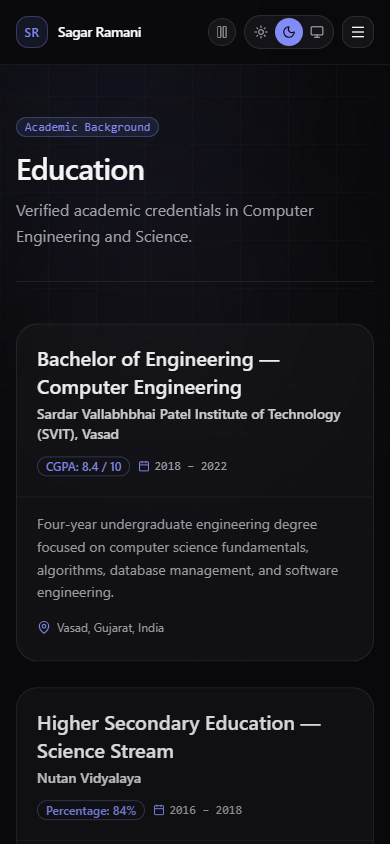 SR
Sagar Ramani
Academic Background
Education
Verified academic credentials in Computer
Engineering and Science.
Bachelor of Engineering —
Computer Engineering
Sardar Vallabhbhai Patel Institute of Technology
(SVIT), Vasad
CGPA: 8.4 / 10
2018 – 2022
Four-year undergraduate engineering degree
focused on computer science fundamentals,
algorithms, database management, and software
engineering.
Vasad, Gujarat, India
Higher Secondary Education —
Science Stream
Nutan Vidyalaya
Percentage: 84%
2016 – 2018